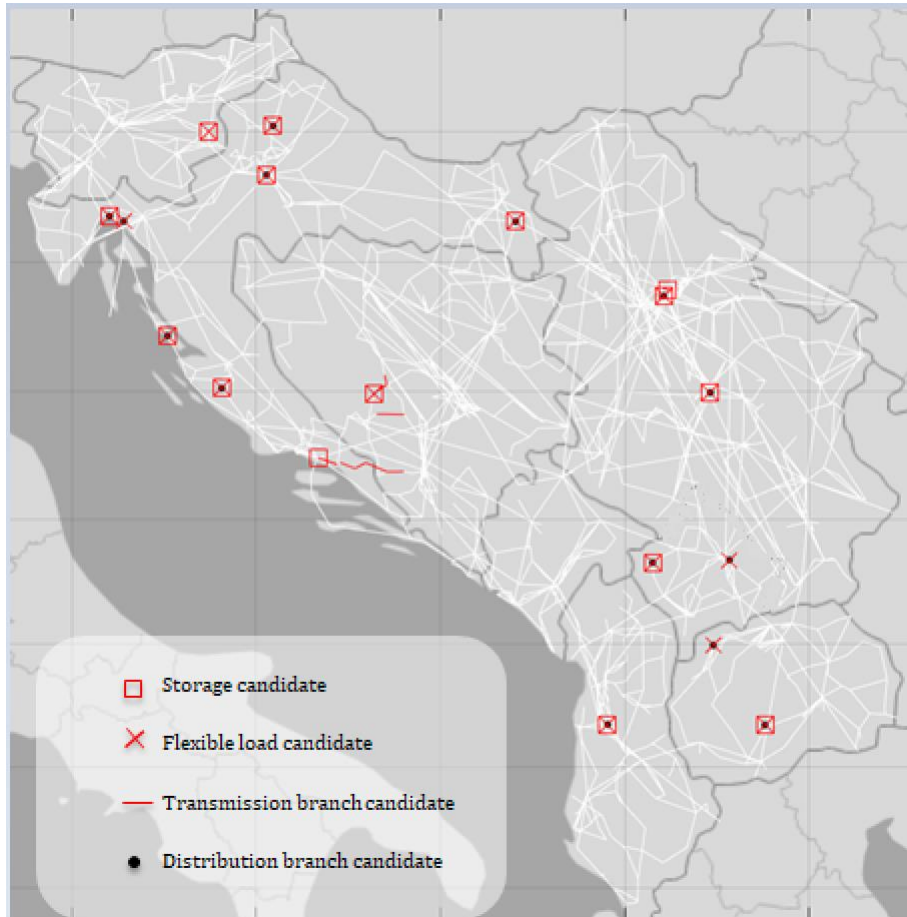 Storage candidate
Flexible load candidate
Transmission branch candidate
Distribution branch candidate